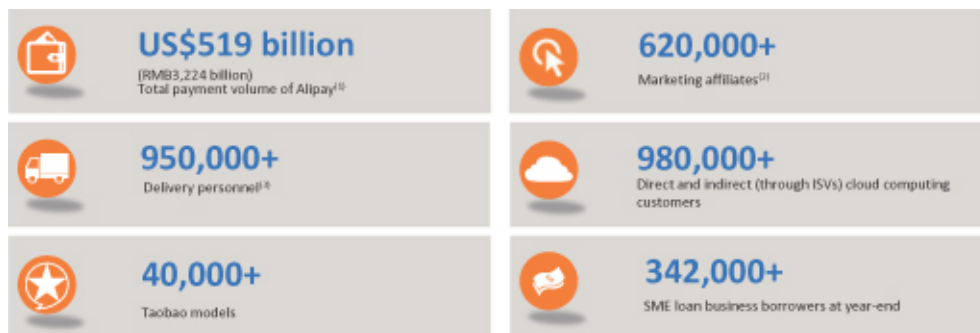 US$519 billion
(RMB3,224 billion)
Total payment volume of Alipay(1)
620,000+
Marketing affiliates(2)
950,000+
Delivery personnel(3)
980,000+
Direct and indirect (through ISVs) cloud computing
customers
40,000+
Taobao models
342,000+
SME loan business borrowers at year-end